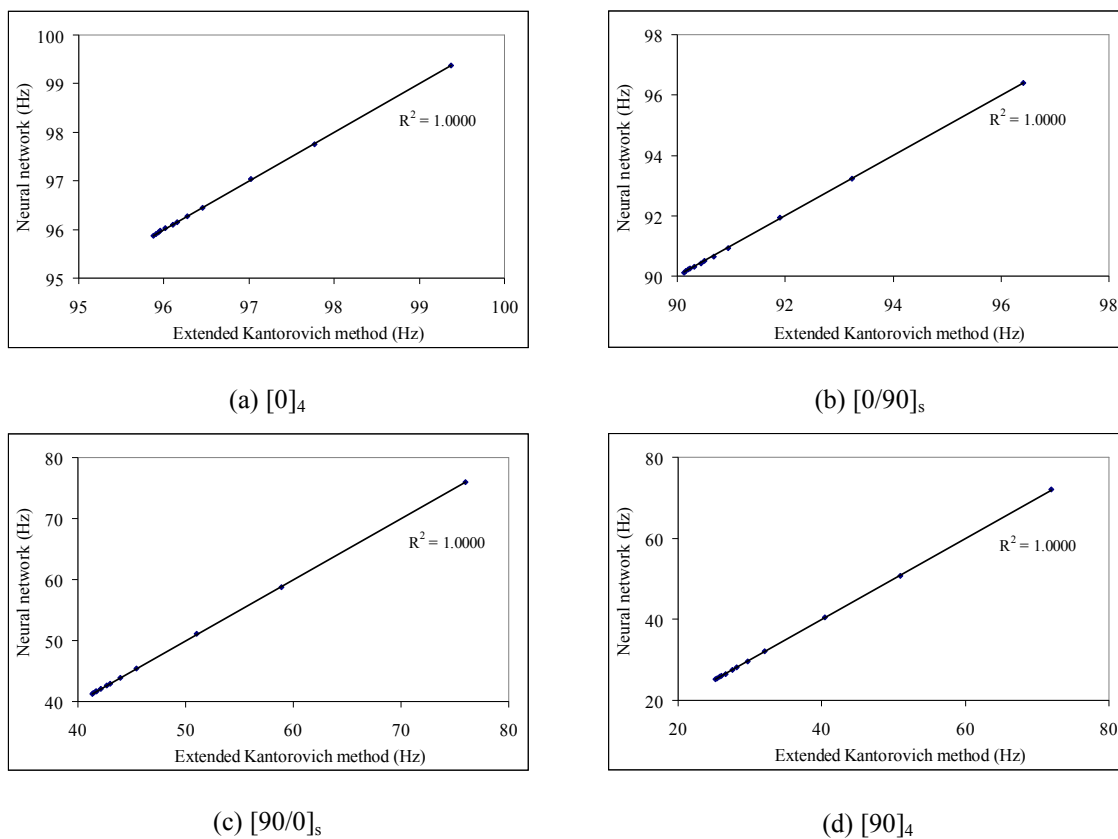 100
99
98
97
96
95
95 96 97 98 99 100
Neural network (Hz)
Extended Kantorovich method (Hz)
R² = 1.0000
(a) [0]₄
98
96
94
92
90
90 92 94 96 98
Neural network (Hz)
Extended Kantorovich method (Hz)
R² = 1.0000
(b) [0/90]ₛ
80
70
60
50
40
40 50 60 70 80
Neural network (Hz)
Extended Kantorovich method (Hz)
R² = 1.0000
(c) [90/0]ₛ
80
60
40
20
20 40 60 80
Neural network (Hz)
Extended Kantorovich method (Hz)
R² = 1.0000
(d) [90]₄